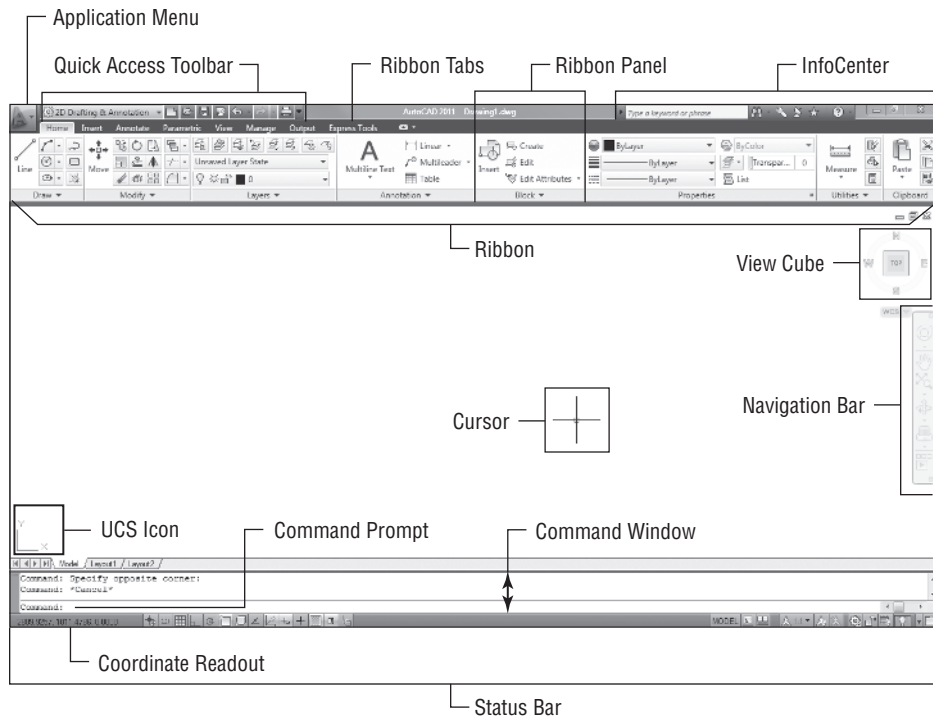 Application Menu
Quick Access Toolbar
Ribbon Tabs
Ribbon Panel
InfoCenter
2D Drafting & Annotation
AutoCAD 2011 Drawing1.dwg
Type a keyword or phrase
Home Insert Annotate Parametric View Manage Output Express Tools
Line
Move
Unsaved Layer State
0
A
Multiline Text
Linear
Multileader
Table
Insert
Create
Edit
Edit Attributes
ByLayer
ByLayer
ByLayer
ByColor
Transpar... 0
List
Measure
Paste
Draw Modify Layers Annotation Block Properties Utilities Clipboard
Ribbon
View Cube
N
W TOP E
S
WCS
Navigation Bar
Cursor
Y
X
UCS Icon
Command Prompt
Command Window
Model Layout1 Layout2
Command: Specify opposite corner:
Command: *Cancel*
Command:
MODEL
Coordinate Readout
Status Bar